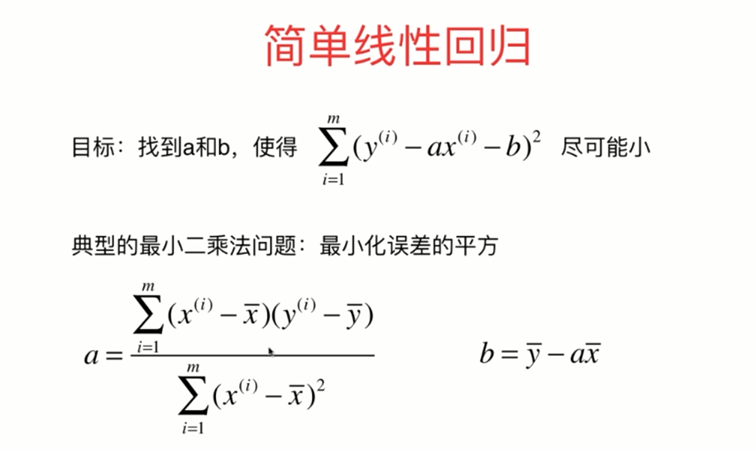 简单线性回归
目标：找到a和b，使得 $\sum_{i=1}^{m}(y^{(i)} - ax^{(i)} - b)^2$ 尽可能小
典型的最小二乘法问题：最小化误差的平方
$a = \frac{\sum_{i=1}^{m}(x^{(i)} - \overline{x})(y^{(i)} - \overline{y})}{\sum_{i=1}^{m}(x^{(i)} - \overline{x})^2}$ $b = \overline{y} - a\overline{x}$